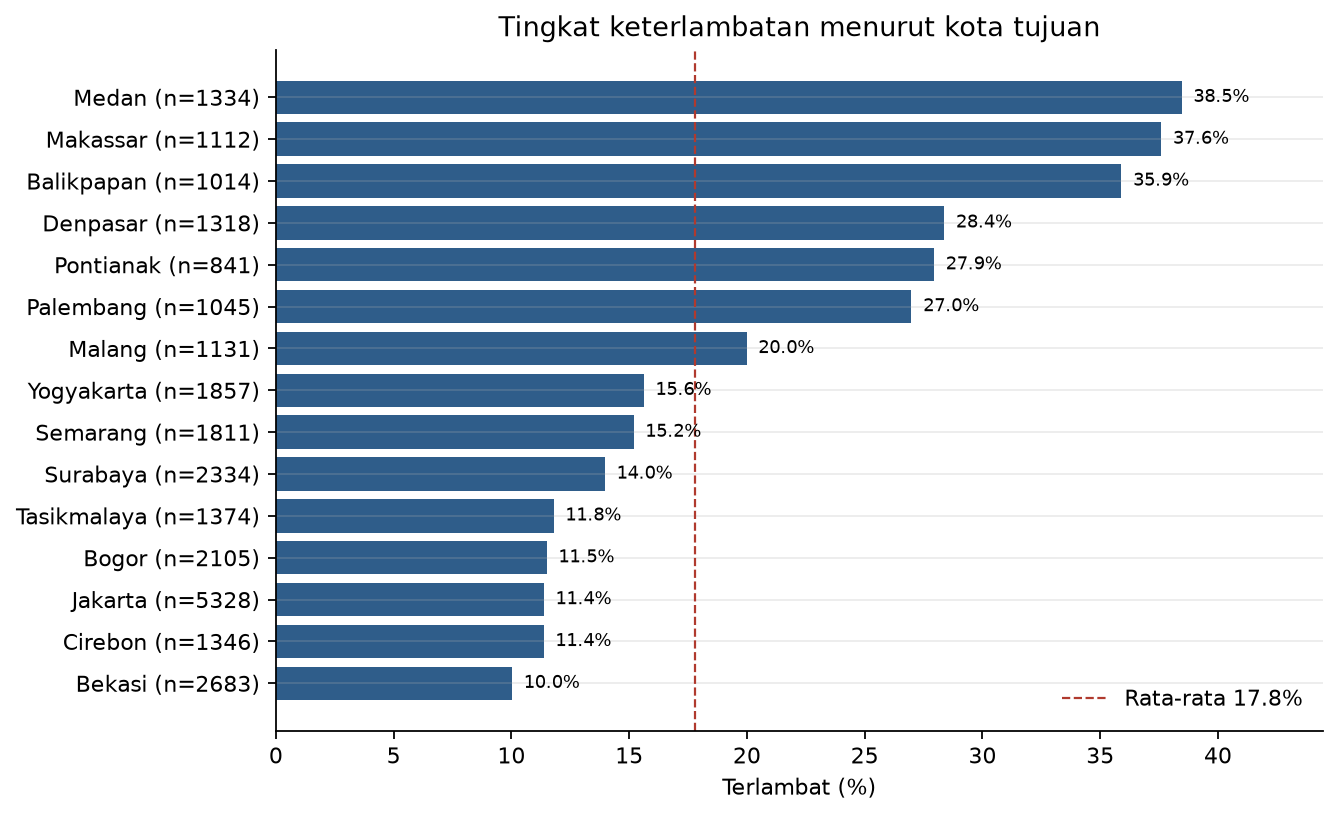 Tingkat keterlambatan menurut kota tujuan
Medan (n=1334) 38.5%
Makassar (n=1112) 37.6%
Balikpapan (n=1014) 35.9%
Denpasar (n=1318) 28.4%
Pontianak (n=841) 27.9%
Palembang (n=1045) 27.0%
Malang (n=1131) 20.0%
Yogyakarta (n=1857) 15.6%
Semarang (n=1811) 15.2%
Surabaya (n=2334) 14.0%
Tasikmalaya (n=1374) 11.8%
Bogor (n=2105) 11.5%
Jakarta (n=5328) 11.4%
Cirebon (n=1346) 11.4%
Bekasi (n=2683) 10.0%
Rata-rata 17.8%
0 5 10 15 20 25 30 35 40
Terlambat (%)